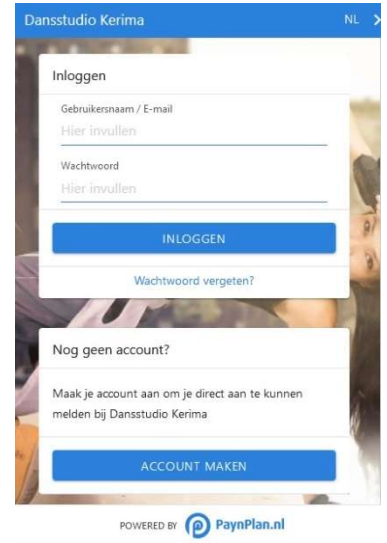 Dansstudio Kerima NL
Inloggen
Gebruikersnaam / E-mail
Hier invullen
Wachtwoord
Hier invullen
INLOGGEN
Wachtwoord vergeten?
Nog geen account?
Maak je account aan om je direct aan te kunnen
melden bij Dansstudio Kerima
ACCOUNT MAKEN
POWERED BY PaynPlan.nl